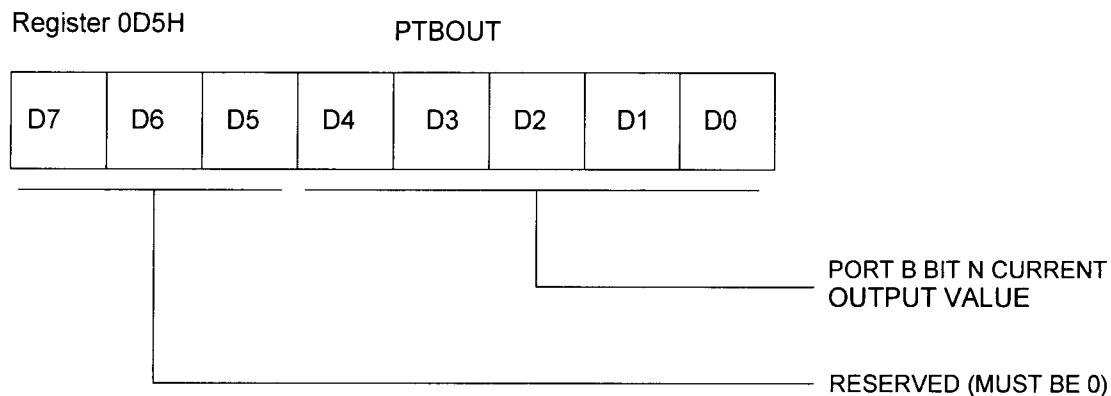 Register 0D5H
PTBOUT
D7 D6 D5 D4 D3 D2 D1 D0
PORT B BIT N CURRENT
OUTPUT VALUE
RESERVED (MUST BE 0)